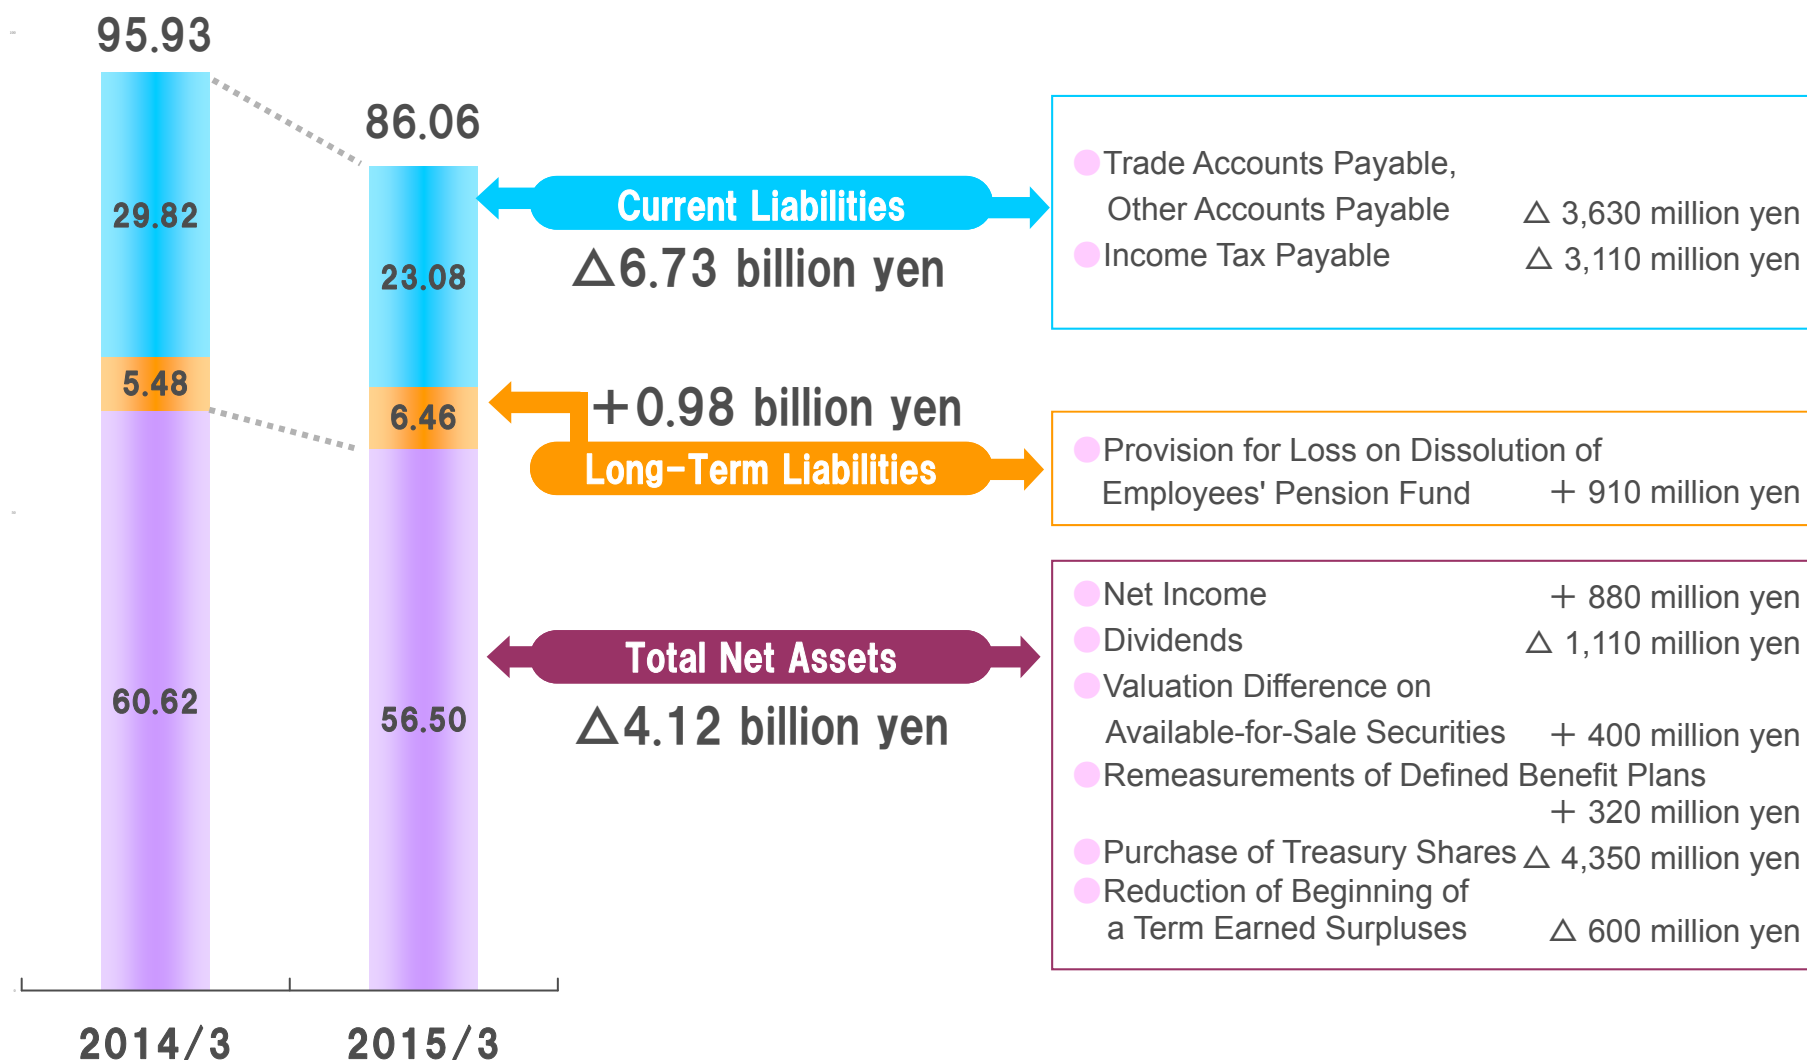 95.93
86.06
29.82
23.08
5.48
6.46
60.62
56.50
2014/3
2015/3
Current Liabilities
△6.73 billion yen
+0.98 billion yen
Long-Term Liabilities
Total Net Assets
△4.12 billion yen
Trade Accounts Payable,
Other Accounts Payable △ 3,630 million yen
Income Tax Payable △ 3,110 million yen
Provision for Loss on Dissolution of
Employees' Pension Fund + 910 million yen
Net Income + 880 million yen
Dividends △ 1,110 million yen
Valuation Difference on
Available-for-Sale Securities + 400 million yen
Remeasurements of Defined Benefit Plans
+ 320 million yen
Purchase of Treasury Shares △ 4,350 million yen
Reduction of Beginning of
a Term Earned Surpluses △ 600 million yen